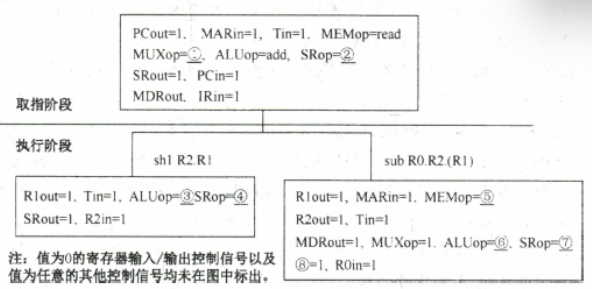 PCout=1. MARin=1, Tin=1. MEMop=read
MUXop=①、ALUop=add, SRop=②
SRout=1, PCin=1
MDRout, IRin=1
取指阶段
执行阶段
shl R2.R1
sub R0.R2.(R1)
R1out=1, Tin=1, ALUop=③SRop=④
SRout=1, R2in=1
R1out=1, MARin=1. MEMop=⑤
R2out=1, Tin=1
MDRout=1, MUXop=1. ALUop=⑥、SRop=⑦
⑧=1, R0in=1
注：值为0的寄存器输入/输出控制信号以及
值为任意的其他控制信号均未在图中标出。